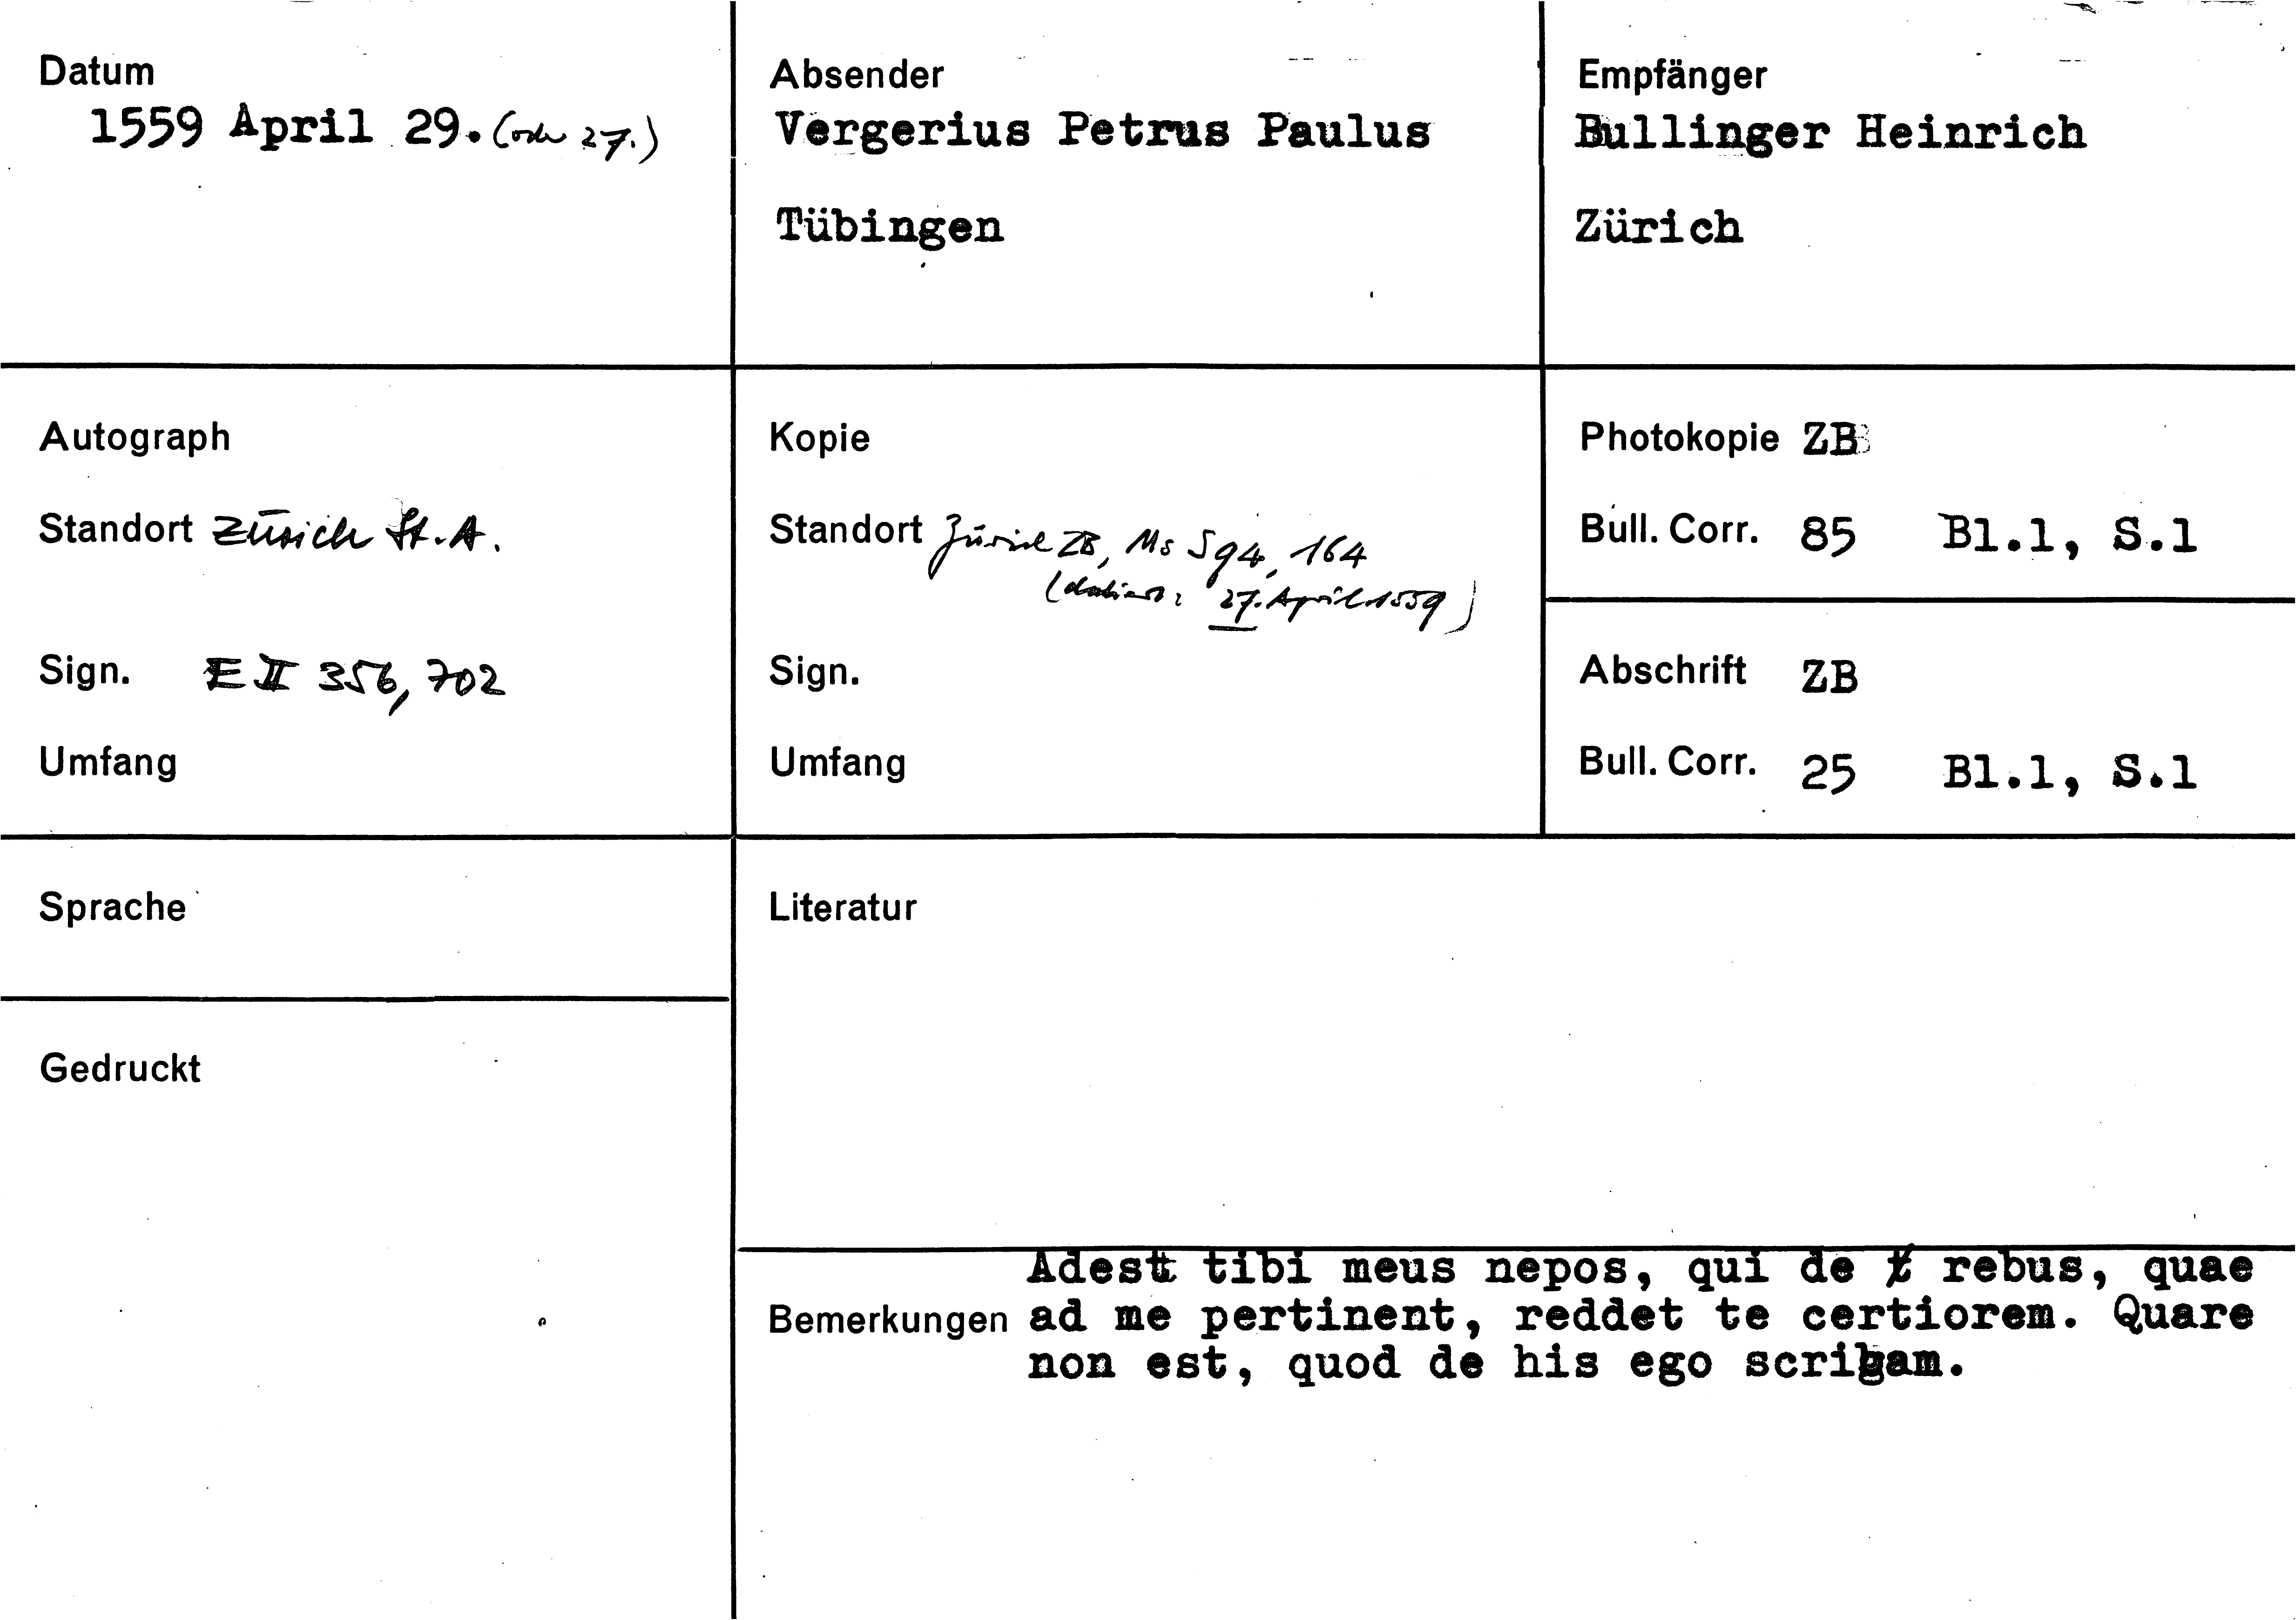 Datum
1559 April 29. (oder 27.)
Absender
Vergerius Petrus Paulus
Tübingen
Empfänger
Bullinger Heinrich
Zürich
Autograph
Standort Zürich St.A.
Sign. E II 356, 702
Umfang
Kopie
Standort Zürich ZB, Ms S 94, 164
(datiert: 27. April 1559)
Sign.
Umfang
Photokopie ZB
Bull. Corr. 85 Bl.1, S.1
Abschrift ZB
Bull. Corr. 25 Bl.1, S.1
Sprache
Gedruckt
Literatur
Adest tibi meus nepos, qui de rebus, quae
Bemerkungen ad me pertinent, reddet te certiorem. Quare
non est, quod de his ego scribam.